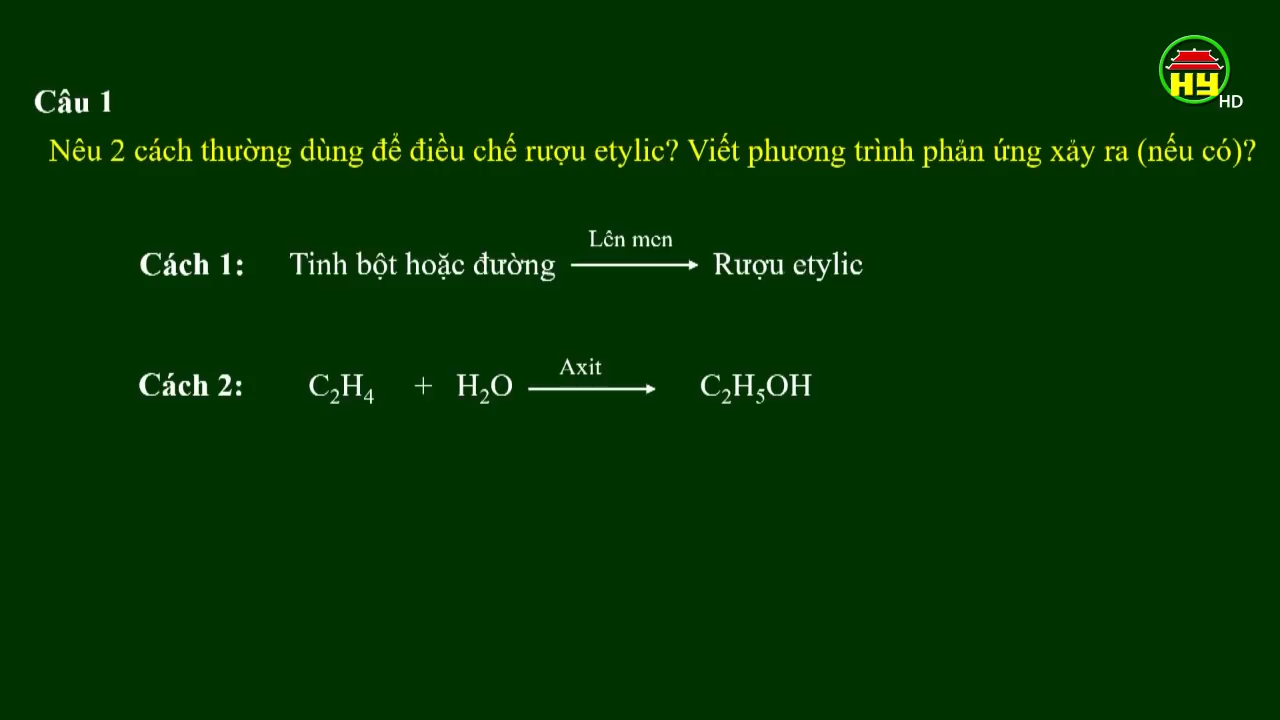 HY
HD
Câu 1
Nêu 2 cách thường dùng để điều chế rượu etylic? Viết phương trình phản ứng xảy ra (nếu có)?
Lên men
Cách 1: Tinh bột hoặc đường ⟶ Rượu etylic
Axit
Cách 2: C₂H₄ + H₂O ⟶ C₂H₅OH